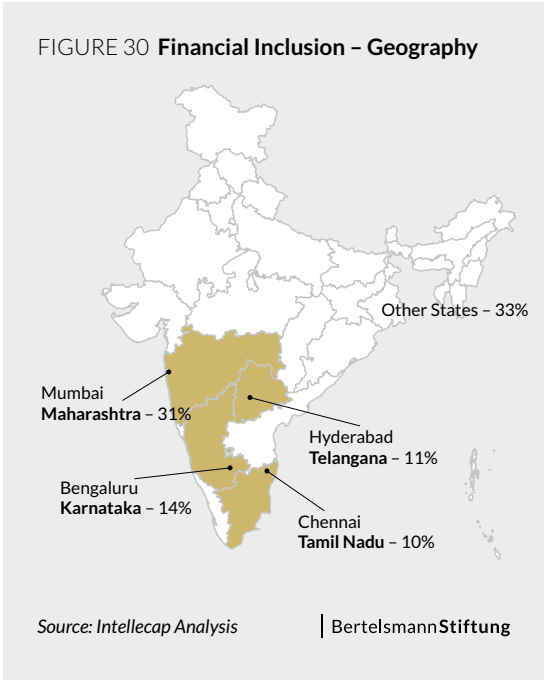 FIGURE 30 Financial Inclusion – Geography
Other States – 33%
Mumbai
Maharashtra – 31%
Hyderabad
Telangana – 11%
Bengaluru
Karnataka – 14%
Chennai
Tamil Nadu – 10%
Source: Intellecap Analysis
BertelsmannStiftung